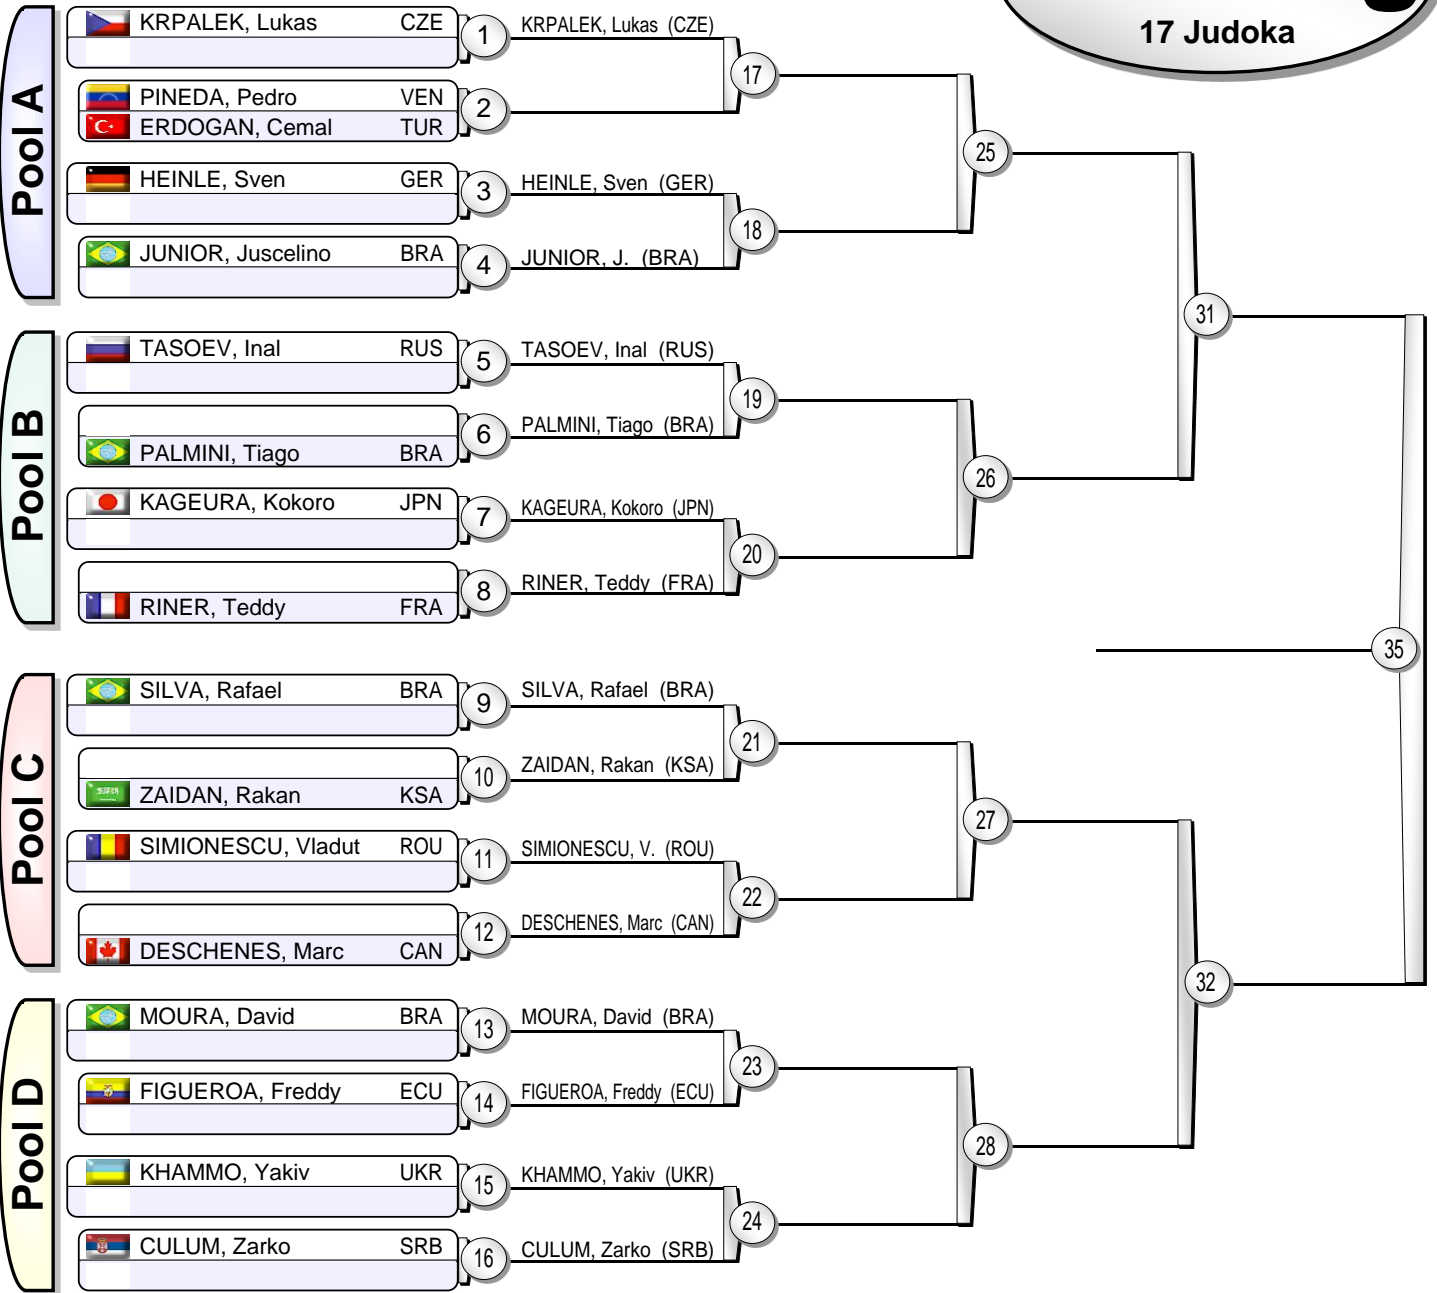 17 Judoka
Pool A
KRPALEK, Lukas CZE 1 KRPALEK, Lukas (CZE)
17
PINEDA, Pedro VEN
ERDOGAN, Cemal TUR 2
25
HEINLE, Sven GER 3 HEINLE, Sven (GER)
18
JUNIOR, Juscelino BRA 4 JUNIOR, J. (BRA)
31
Pool B
TASOEV, Inal RUS 5 TASOEV, Inal (RUS)
19
6 PALMINI, Tiago (BRA)
PALMINI, Tiago BRA
26
KAGEURA, Kokoro JPN 7 KAGEURA, Kokoro (JPN)
20
8 RINER, Teddy (FRA)
RINER, Teddy FRA
35
Pool C
SILVA, Rafael BRA 9 SILVA, Rafael (BRA)
21
10 ZAIDAN, Rakan (KSA)
ZAIDAN, Rakan KSA
27
SIMIONESCU, Vladut ROU 11 SIMIONESCU, V. (ROU)
22
12 DESCHENES, Marc (CAN)
DESCHENES, Marc CAN
32
Pool D
MOURA, David BRA 13 MOURA, David (BRA)
23
FIGUEROA, Freddy ECU 14 FIGUEROA, Freddy (ECU)
28
KHAMMO, Yakiv UKR 15 KHAMMO, Yakiv (UKR)
24
CULUM, Zarko SRB 16 CULUM, Zarko (SRB)